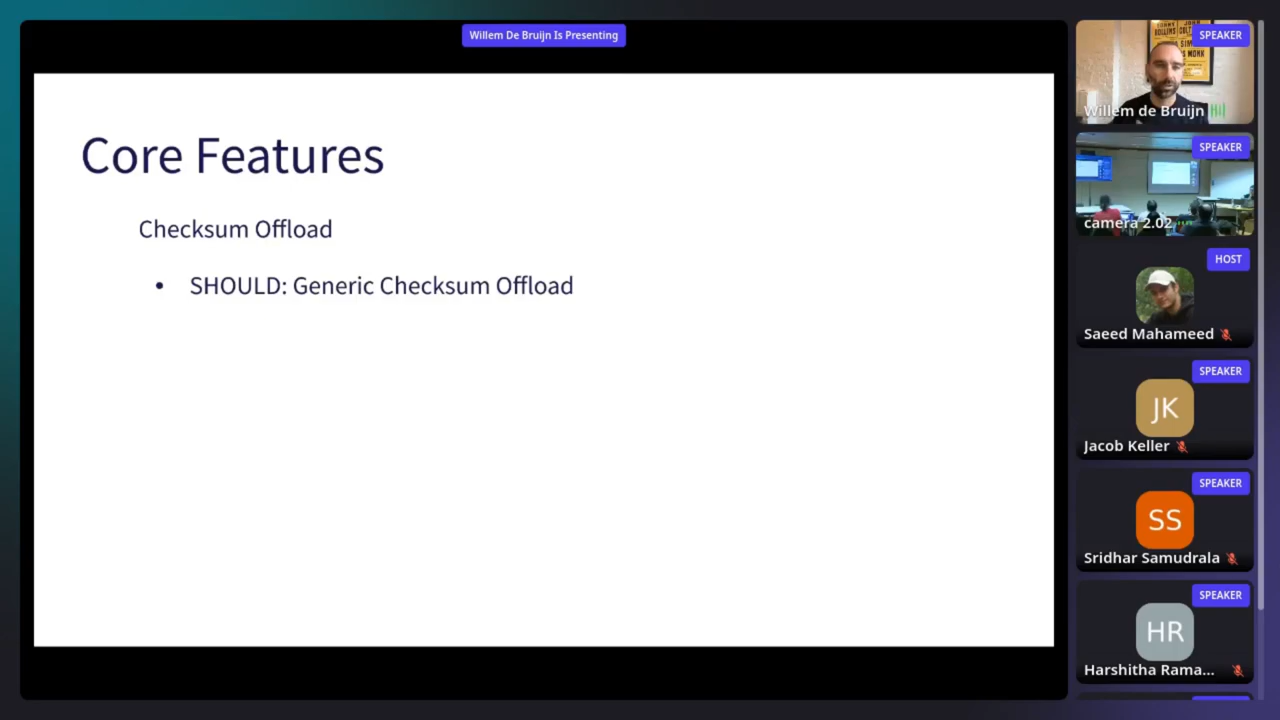 Willem De Bruijn Is Presenting
Core Features
Checksum Offload
• SHOULD: Generic Checksum Offload
SPEAKER
Willem de Bruijn
SPEAKER
camera 2.02
HOST
Saeed Mahameed
SPEAKER
JK
Jacob Keller
SPEAKER
SS
Sridhar Samudrala
SPEAKER
HR
Harshitha Rama...